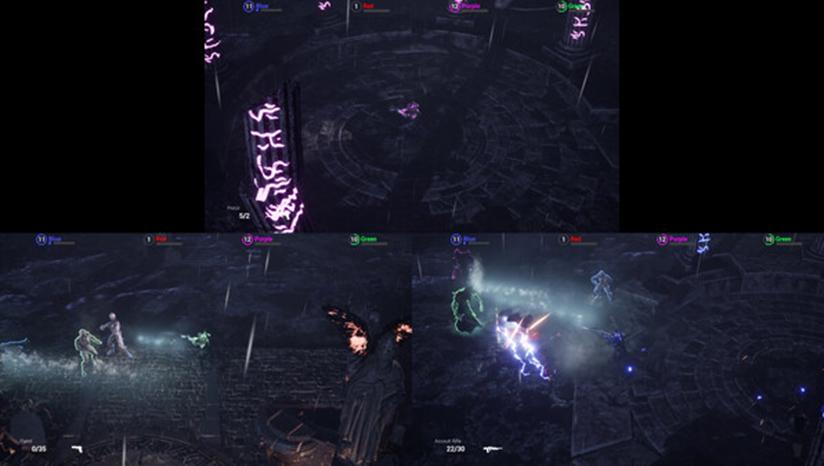 11 Blue 1 Red 12 Purple 10 Green
5/2
11 Blue 1 Red 12 Purple 10 Green
0/35
11 Blue 1 Red 12 Purple 10 Green
Assault Rifle
22/30